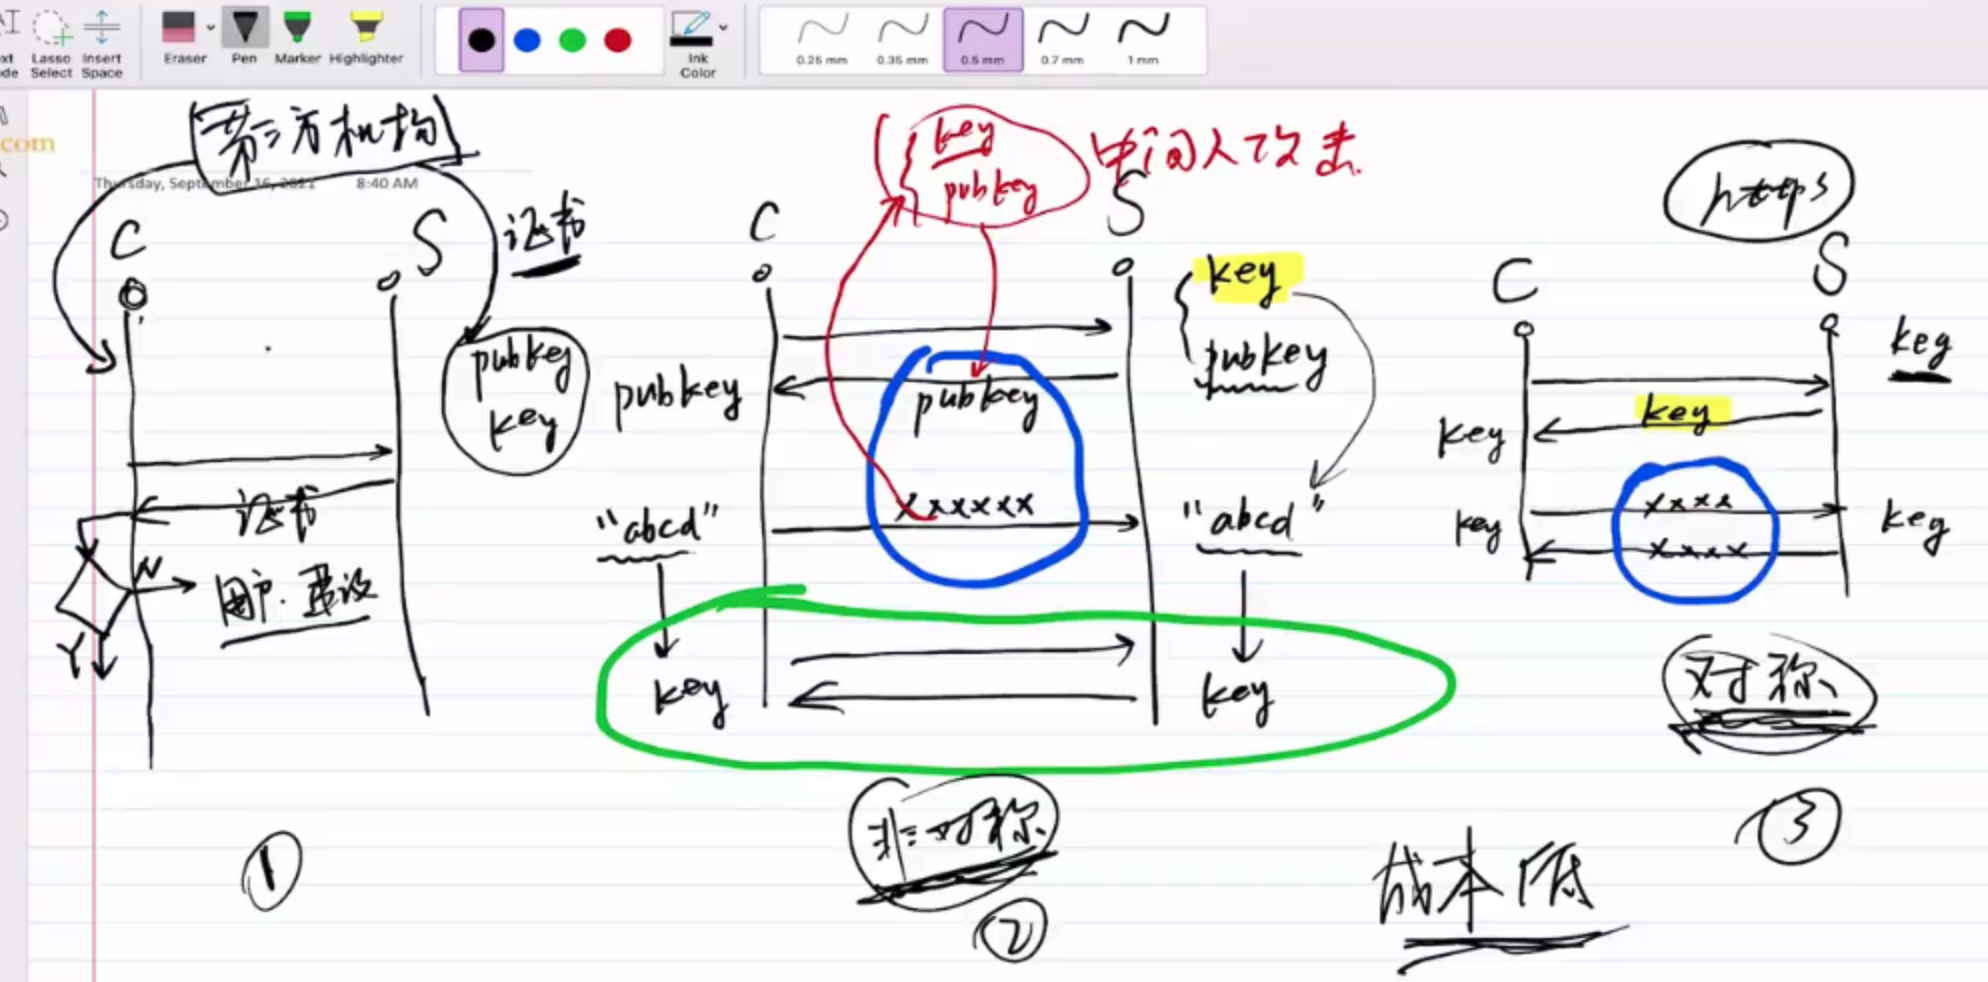 Lasso Select
Insert Space
Eraser
Pen
Marker
Highlighter
Ink Color
0.25 mm
0.35 mm
0.5 mm
0.7 mm
1 mm
com
第三方机构
Thursday, September 16, 2021
8:40 AM
C
S
证书
pubkey
key
证书
N
用户.
Y
①
key
pubkey
中间人攻击.
C
S
key
pubkey
pubkey
pubkey
xxxxxx
"abcd"
"abcd"
key
key
非对称
②
https
C
S
key
key
key
xxxx
key
key
xxxx
对称
③
成本低